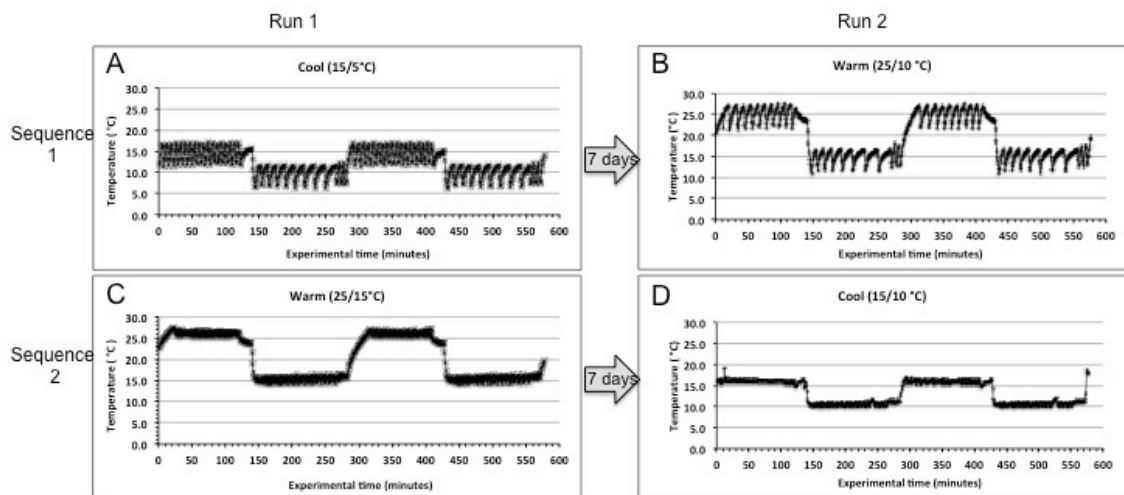 Run 1
Run 2
Sequence
1
A
Cool (15/5°C)
Temperature (°C)
30.0
25.0
20.0
15.0
10.0
5.0
0.0
0 50 100 150 200 250 300 350 400 450 500 550 600
Experimental time (minutes)
7 days
B
Warm (25/10 °C)
Temperature (°C)
30.0
25.0
20.0
15.0
10.0
5.0
0.0
0 50 100 150 200 250 300 350 400 450 500 550 600
Experimental time (minutes)
Sequence
2
C
Warm (25/15°C)
Temperature (°C)
30.0
25.0
20.0
15.0
10.0
5.0
0.0
0 50 100 150 200 250 300 350 400 450 500 550 600
Experimental time (minutes)
7 days
D
Cool (15/10 °C)
Temperature (°C)
30.0
25.0
20.0
15.0
10.0
5.0
0.0
0 50 100 150 200 250 300 350 400 450 500 550 600
Experimental time (minutes)